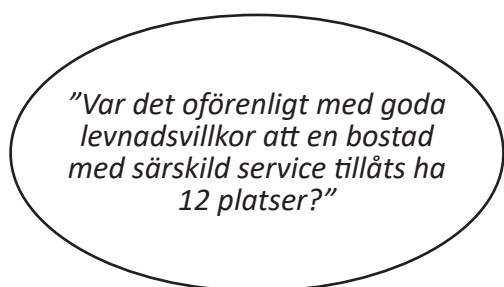 ”Var det oförenligt med goda
levnadsvillkor att en bostad
med särskild service tillåts ha
12 platser?”